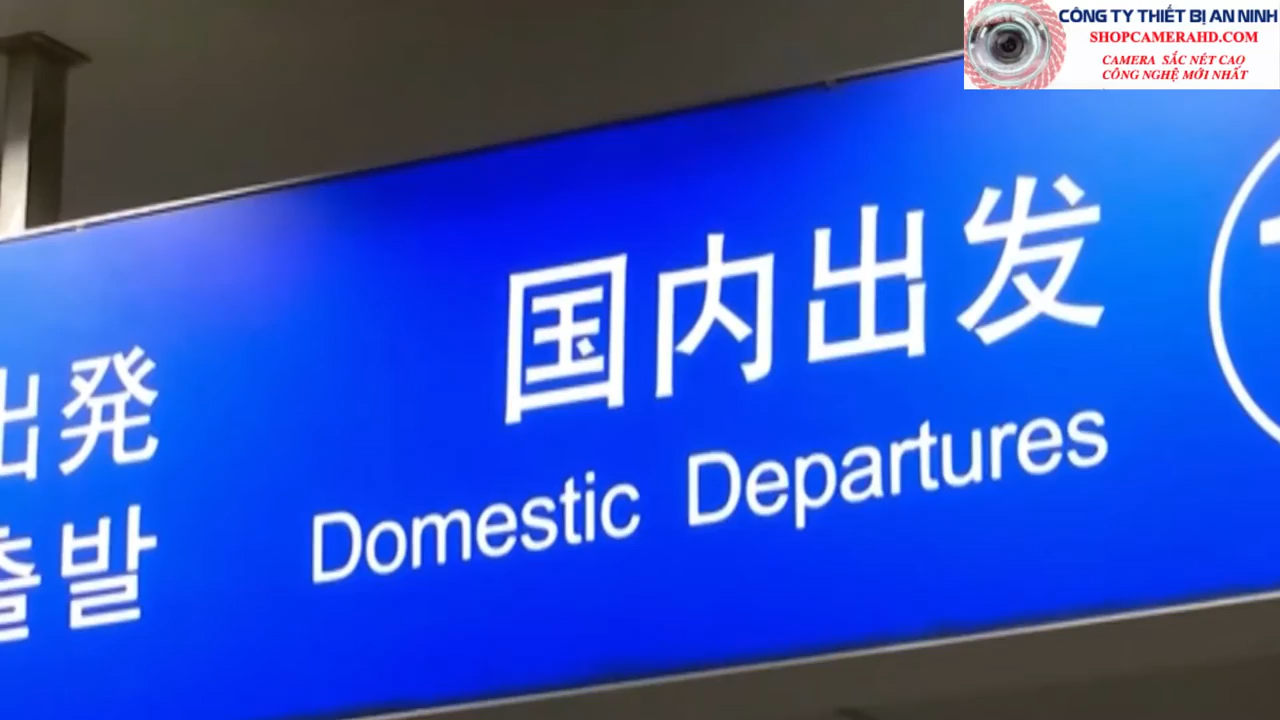 CÔNG TY THIẾT BỊ AN NINH
SHOPCAMERAHD.COM
CAMERA SẮC NÉT CAO
CÔNG NGHỆ MỚI NHẤT
国内出发
Domestic Departures
出発
출발